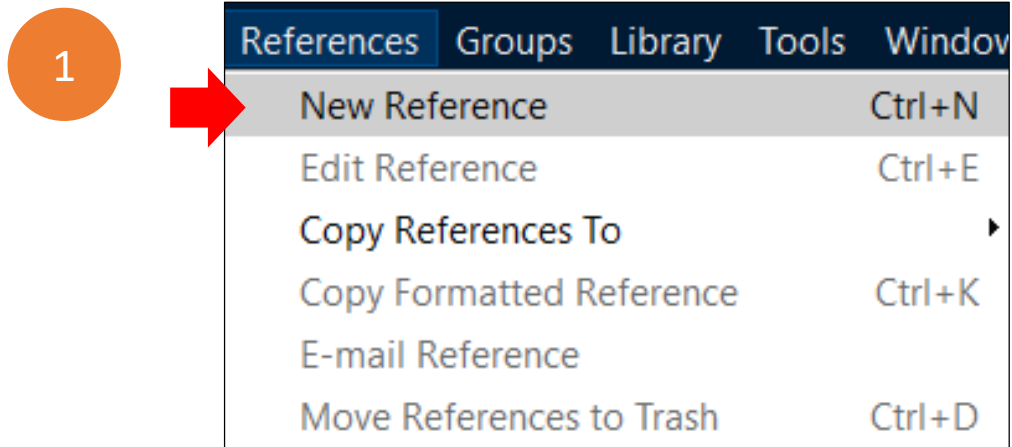 1
References Groups Library Tools Window
New Reference Ctrl+N
Edit Reference Ctrl+E
Copy References To
Copy Formatted Reference Ctrl+K
E-mail Reference
Move References to Trash Ctrl+D